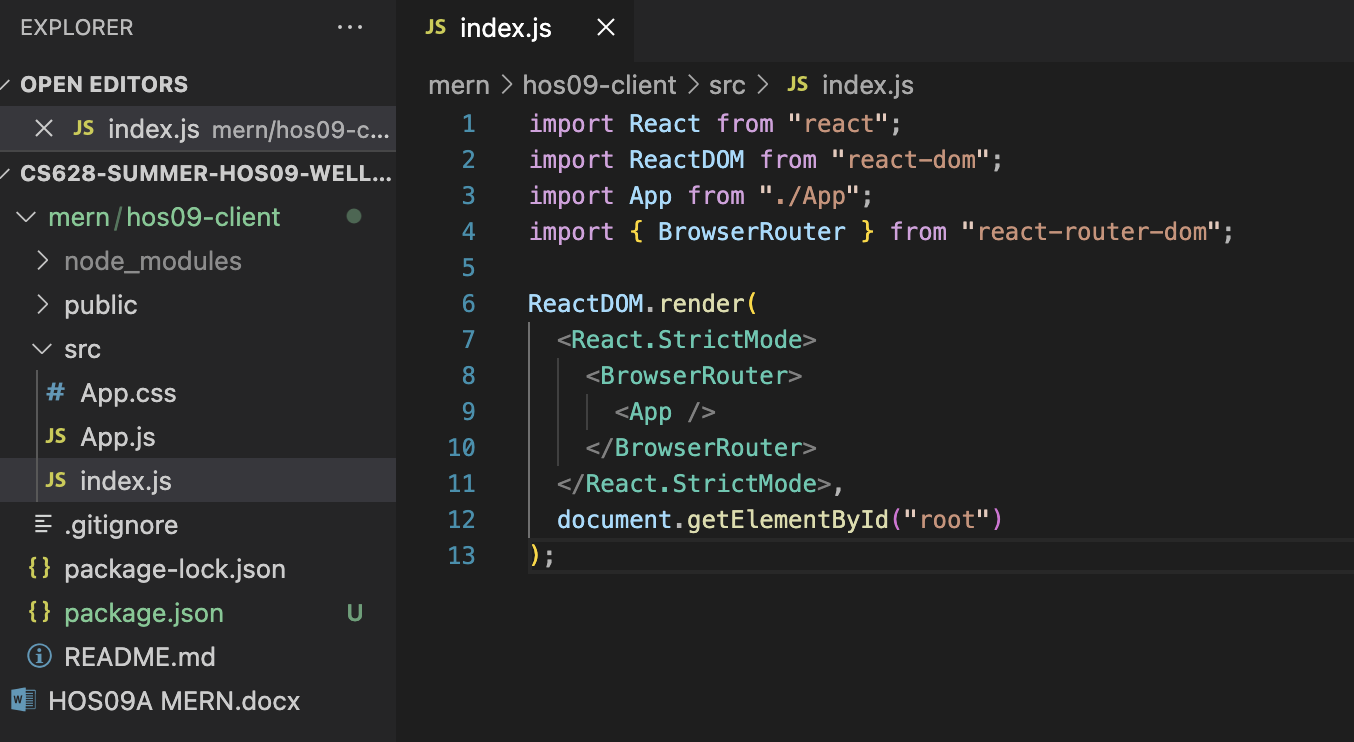 EXPLORER ...
OPEN EDITORS
JS index.js mern/hos09-c...
CS628-SUMMER-HOS09-WELL...
mern/hos09-client
node_modules
public
src
# App.css
JS App.js
JS index.js
.gitignore
{} package-lock.json
{} package.json U
README.md
W HOS09A MERN.docx
JS index.js
mern > hos09-client > src > JS index.js
1 import React from "react";
2 import ReactDOM from "react-dom";
3 import App from "./App";
4 import { BrowserRouter } from "react-router-dom";
5
6 ReactDOM.render(
7 <React.StrictMode>
8 <BrowserRouter>
9 <App />
10 </BrowserRouter>
11 </React.StrictMode>,
12 document.getElementById("root")
13 );